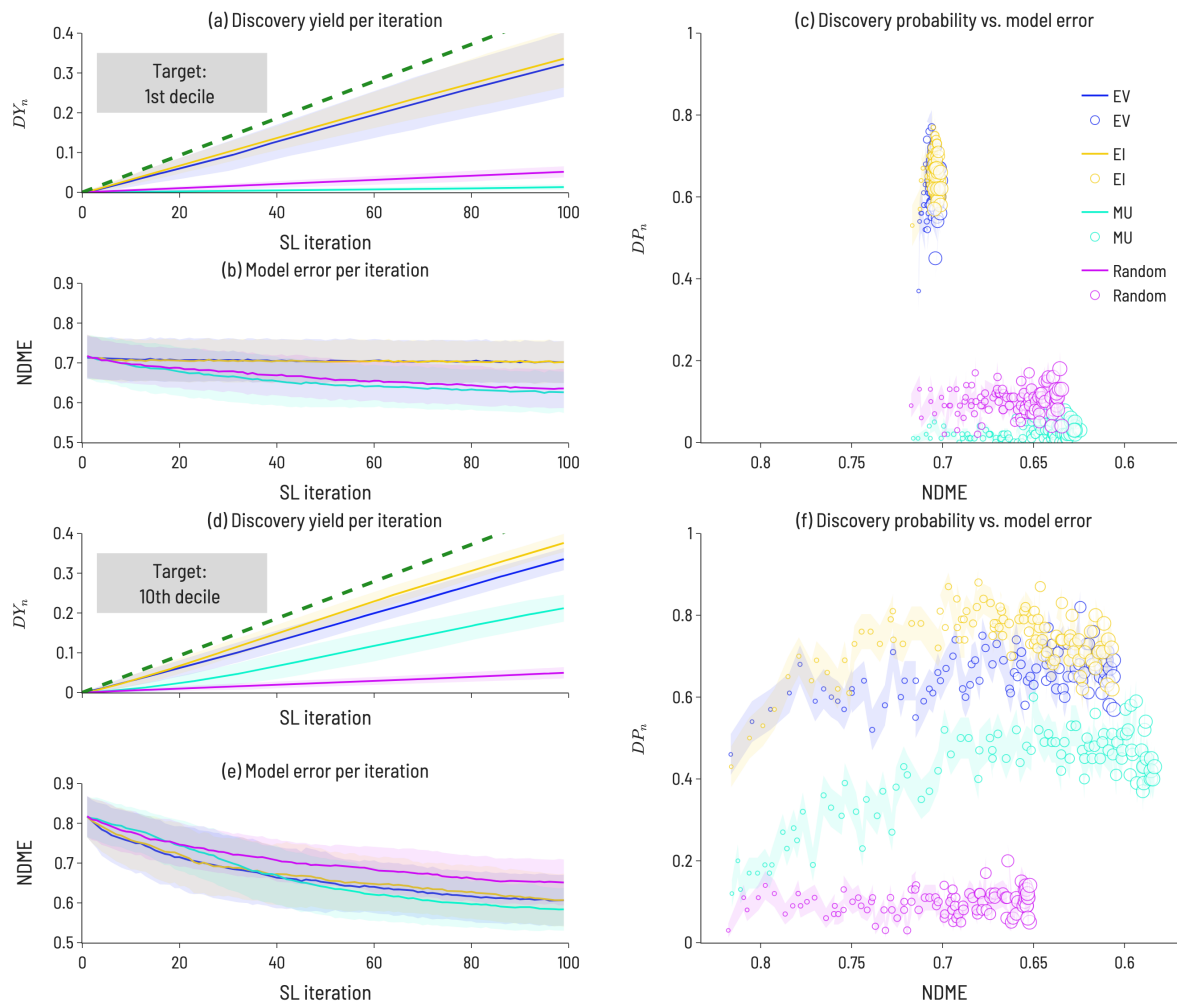 (a) Discovery yield per iteration
0.4
0.3
0.2
0.1
0
DYn
Target:
1st decile
0 20 40 60 80 100
SL iteration
(b) Model error per iteration
0.9
0.8
0.7
0.6
0.5
NDME
0 20 40 60 80 100
SL iteration
(c) Discovery probability vs. model error
1
0.8
0.6
0.4
0.2
0
DPn
EV
EV
EI
EI
MU
MU
Random
Random
0.8 0.75 0.7 0.65 0.6
NDME
(d) Discovery yield per iteration
0.4
0.3
0.2
0.1
0
DYn
Target:
10th decile
0 20 40 60 80 100
SL iteration
(e) Model error per iteration
0.9
0.8
0.7
0.6
0.5
NDME
0 20 40 60 80 100
SL iteration
(f) Discovery probability vs. model error
1
0.8
0.6
0.4
0.2
0
DPn
0.8 0.75 0.7 0.65 0.6
NDME